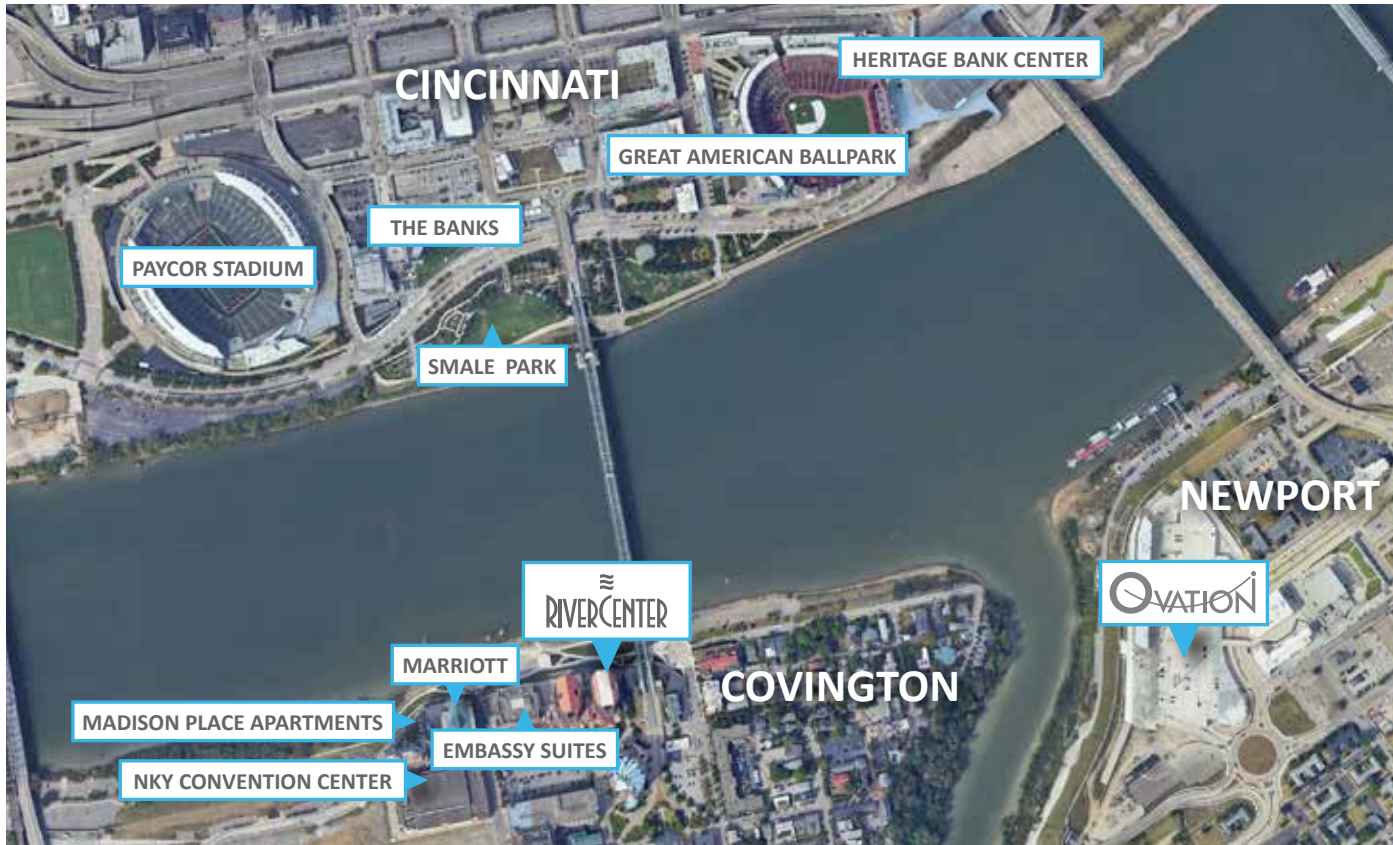 HERITAGE BANK CENTER
CINCINNATI
GREAT AMERICAN BALLPARK
THE BANKS
PAYCOR STADIUM
SMALE PARK
NEWPORT
OVATION
RIVERCENTER
MARRIOTT
COVINGTON
MADISON PLACE APARTMENTS
EMBASSY SUITES
NKY CONVENTION CENTER